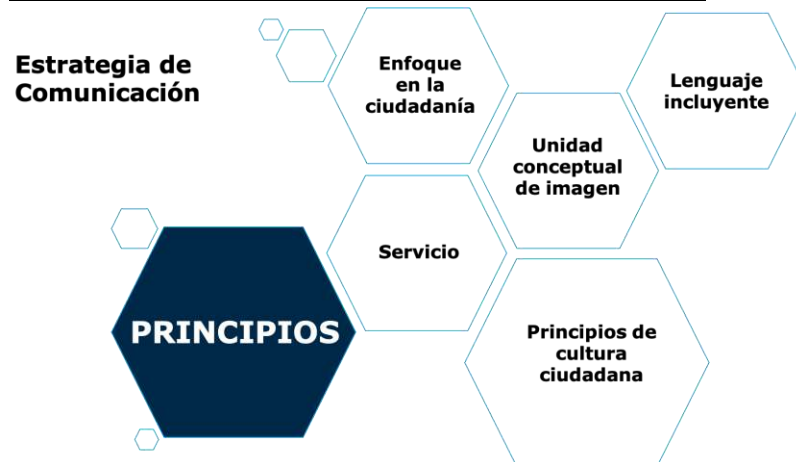 Estrategia de
Comunicación
Enfoque
en la
ciudadanía
Lenguaje
incluyente
Unidad
conceptual
de imagen
Servicio
PRINCIPIOS
Principios de
cultura
ciudadana